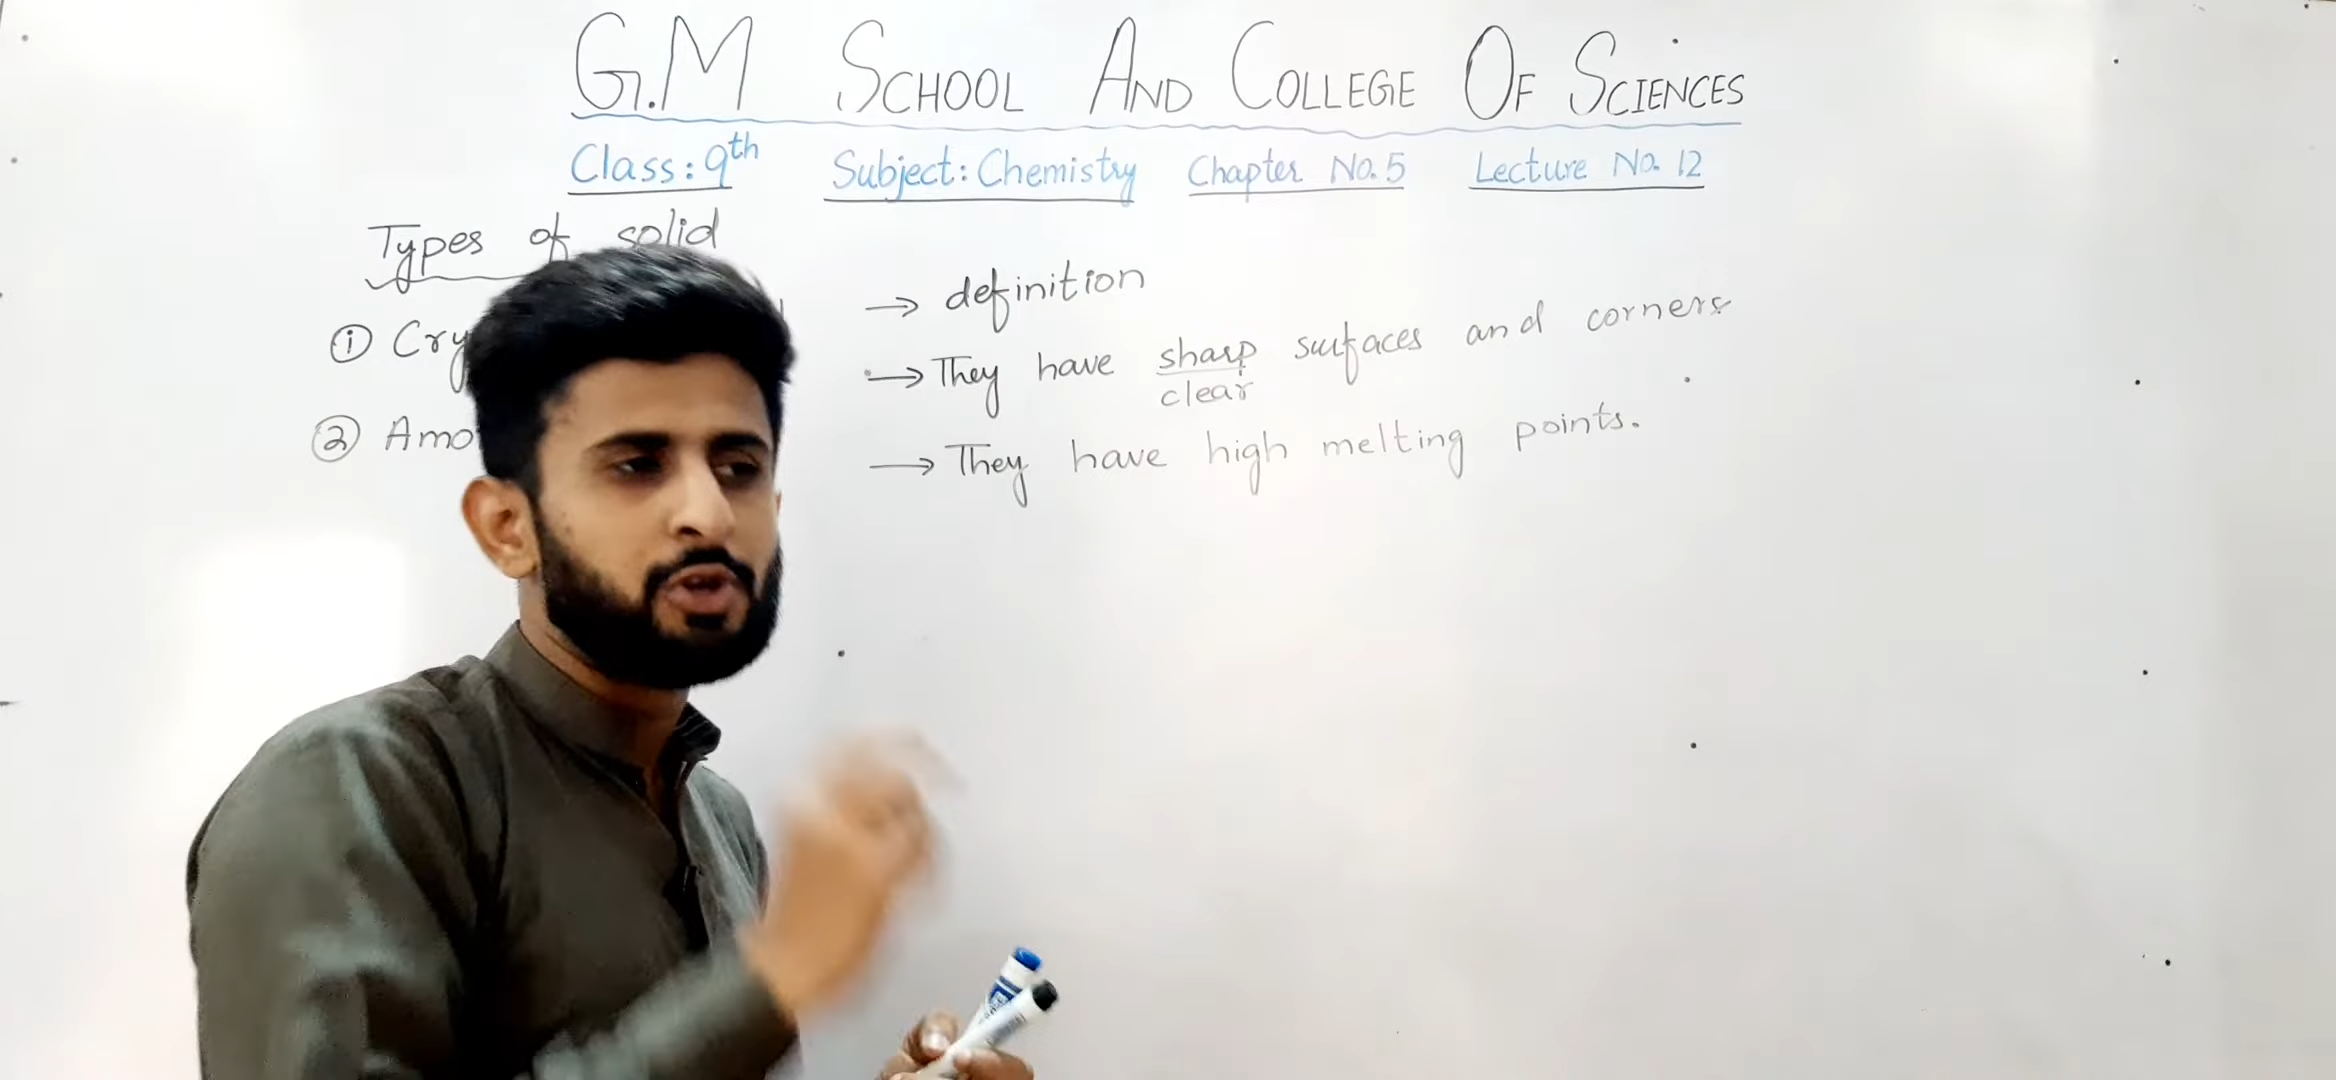 G.M SCHOOL AND COLLEGE OF SCIENCES
Class: 9th Subject: Chemistry Chapter No. 5 Lecture No. 12
Types of solid
→ definition
① Cry
→ They have sharp surfaces and corners
clear
② Amo
→ They have high melting points.